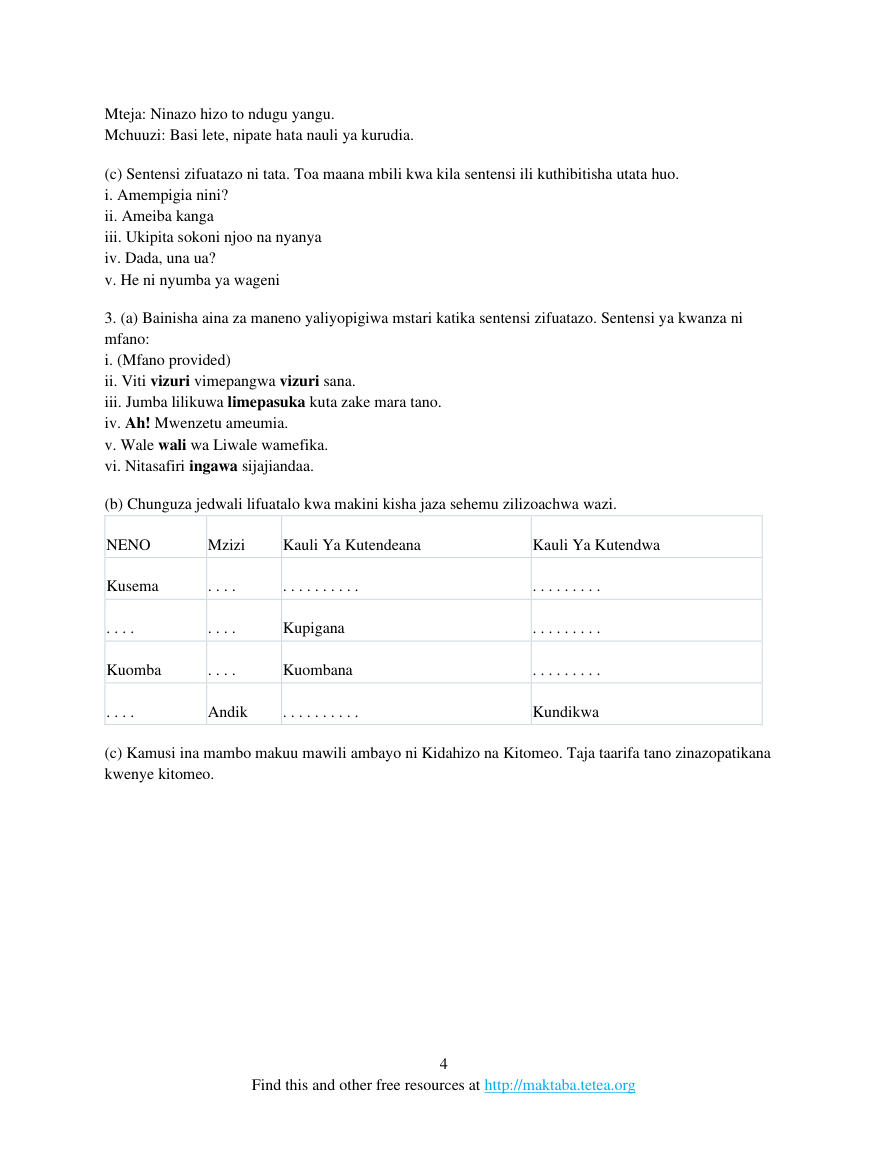 Mteja: Ninazo hizo to ndugu yangu.
Mchuuzi: Basi lete, nipate hata nauli ya kurudia.
(c) Sentensi zifuatazo ni tata. Toa maana mbili kwa kila sentensi ili kuthibitisha utata huo.
i. Amempigia nini?
ii. Ameiba kanga
iii. Ukipita sokoni njoo na nyanya
iv. Dada, una ua?
v. He ni nyumba ya wageni
3. (a) Bainisha aina za maneno yaliyopigiwa mstari katika sentensi zifuatazo. Sentensi ya kwanza ni
mfano:
i. (Mfano provided)
ii. Viti vizuri vimepangwa vizuri sana.
iii. Jumba lilikuwa limepasuka kuta zake mara tano.
iv. Ah! Mwenzetu ameumia.
v. Wale wali wa Liwale wamefika.
vi. Nitasafiri ingawa sijajiandaa.
(b) Chunguza jedwali lifuatalo kwa makini kisha jaza sehemu zilizoachwa wazi.
NENO Mzizi Kauli Ya Kutendeana Kauli Ya Kutendwa
Kusema . . . . . . . . . . . . . . . . . . . . . . .
. . . . . . . . Kupigana . . . . . . . . .
Kuomba . . . . Kuombana . . . . . . . . .
. . . . Andik . . . . . . . . . . Kundikwa
(c) Kamusi ina mambo makuu mawili ambayo ni Kidahizo na Kitomeo. Taja taarifa tano zinazopatikana
kwenye kitomeo.
4
Find this and other free resources at http://maktaba.tetea.org